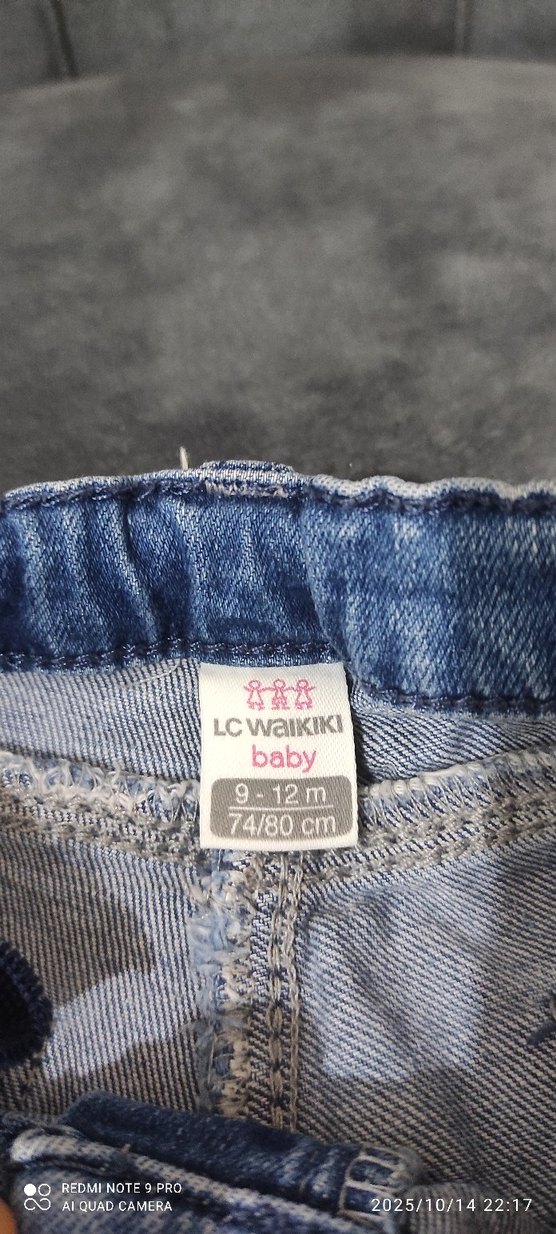 LC WAIKIKI
baby
9 - 12 m
74/80 cm
REDMI NOTE 9 PRO
AI QUAD CAMERA
2025/10/14 22:17